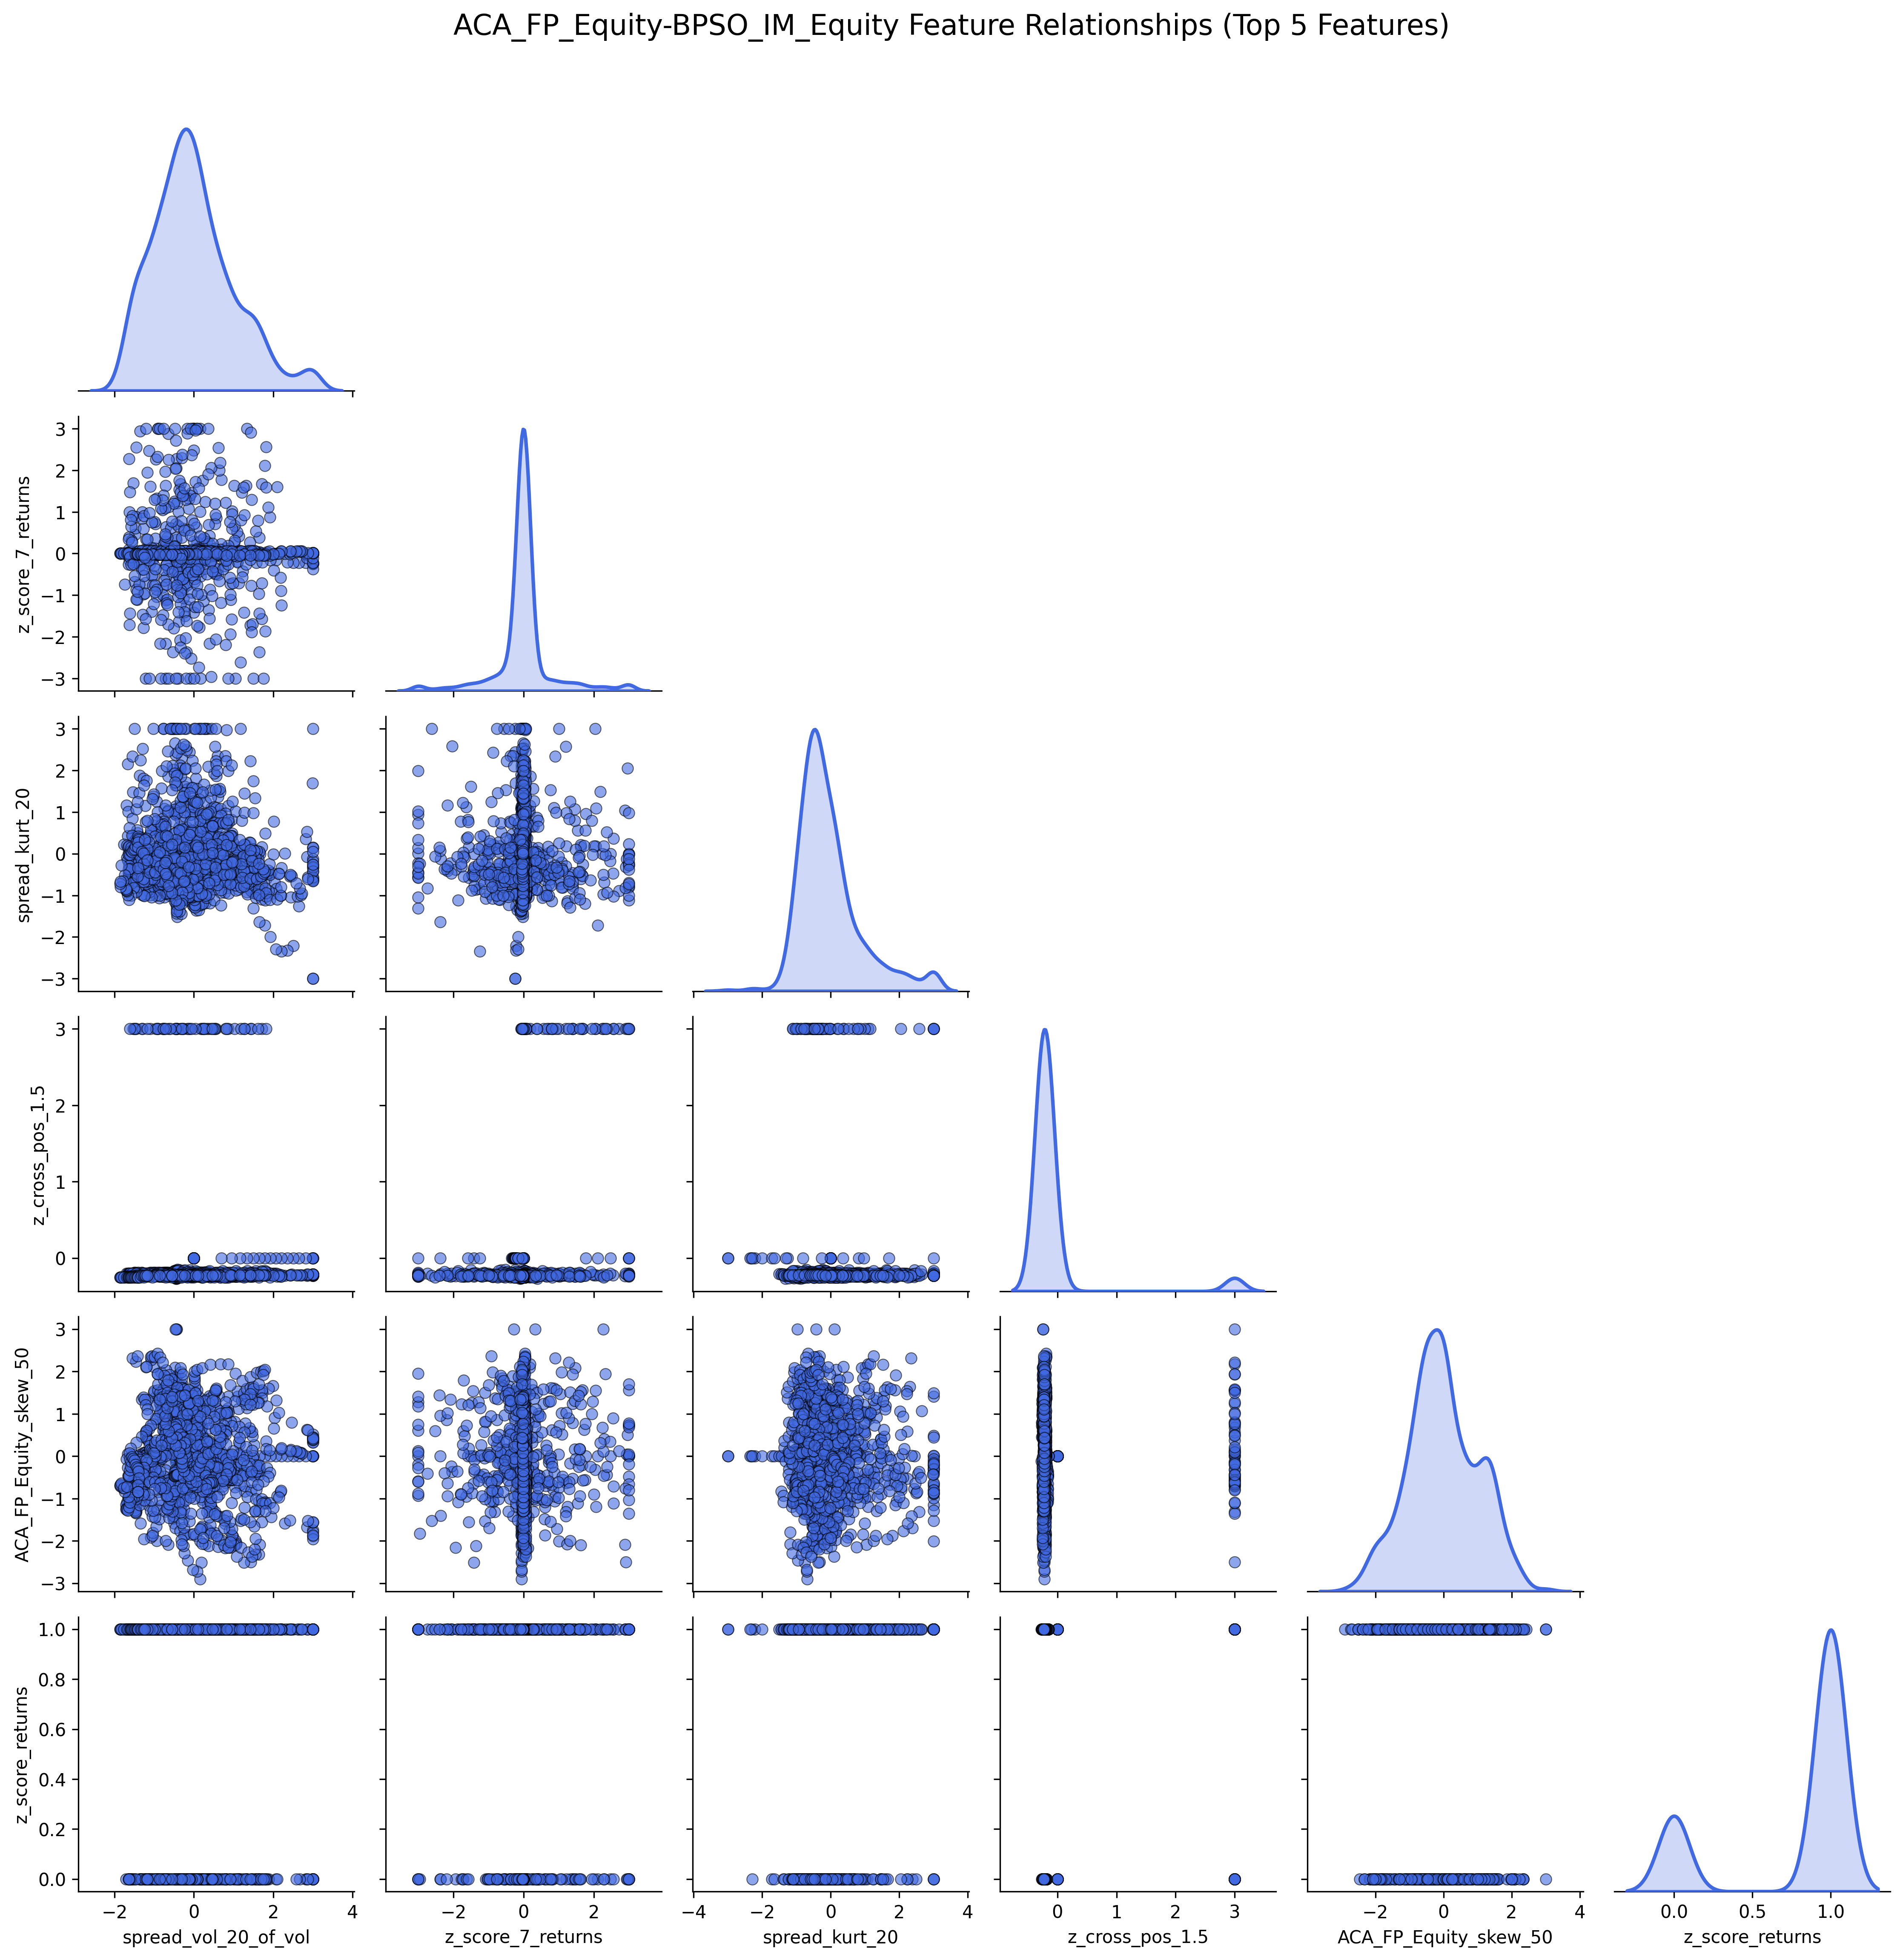 ACA_FP_Equity-BPSO_IM_Equity Feature Relationships (Top 5 Features)
−2 0 2 4
3
2
1
0
−1
−2
−3
z_score_7_returns
3
2
1
0
−1
−2
−3
spread_kurt_20
3
2
1
0
z_cross_pos_1.5
3
2
1
0
−1
−2
−3
ACA_FP_Equity_skew_50
1.0
0.8
0.6
0.4
0.2
0.0
z_score_returns
−2 0 2
−4 −2 0 2 4
0 1 2 3
−2 0 2 4
0.0 0.5 1.0
spread_vol_20_of_vol
z_score_7_returns
spread_kurt_20
z_cross_pos_1.5
ACA_FP_Equity_skew_50
z_score_returns